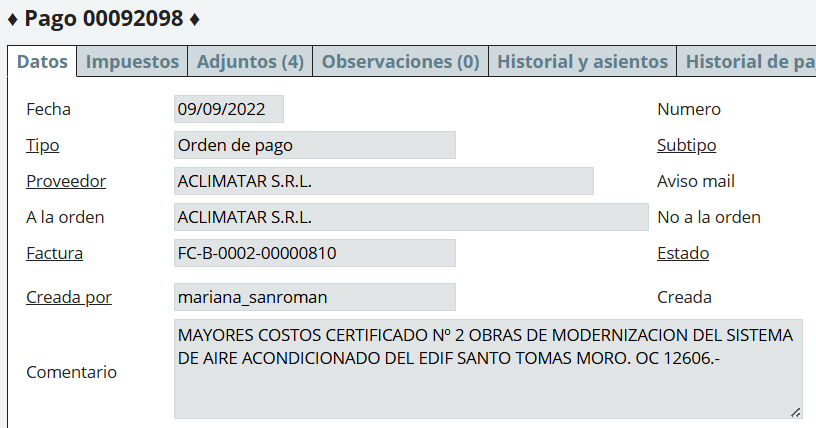 ♦ Pago 00092098 ♦
Datos Impuestos Adjuntos (4) Observaciones (0) Historial y asientos Historial de pa
Fecha 09/09/2022 Numero
Tipo Orden de pago Subtipo
Proveedor ACLIMATAR S.R.L. Aviso mail
A la orden ACLIMATAR S.R.L. No a la orden
Factura FC-B-0002-00000810 Estado
Creada por mariana_sanroman Creada
Comentario
MAYORES COSTOS CERTIFICADO Nº 2 OBRAS DE MODERNIZACION DEL SISTEMA
DE AIRE ACONDICIONADO DEL EDIF SANTO TOMAS MORO. OC 12606.-